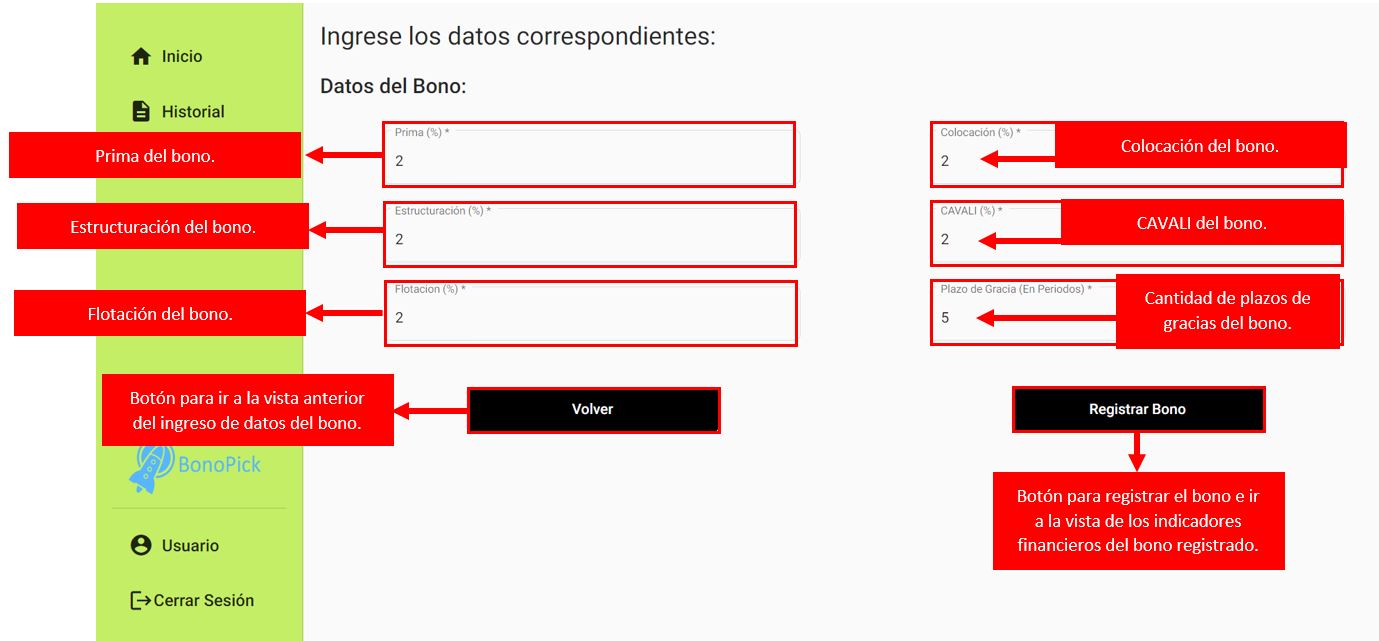 Ingrese los datos correspondientes:
Inicio
Datos del Bono:
Historial
Prima del bono.
Prima (%) *
2
Colocación (%) *
2
Colocación del bono.
Estructuración del bono.
Estructuración (%) *
2
CAVALI (%) *
2
CAVALI del bono.
Flotación del bono.
Flotacion (%) *
2
Plazo de Gracia (En Periodos) *
5
Cantidad de plazos de
gracias del bono.
Botón para ir a la vista anterior
del ingreso de datos del bono.
Volver
Registrar Bono
BonoPick
Botón para registrar el bono e ir
a la vista de los indicadores
financieros del bono registrado.
Usuario
Cerrar Sesión